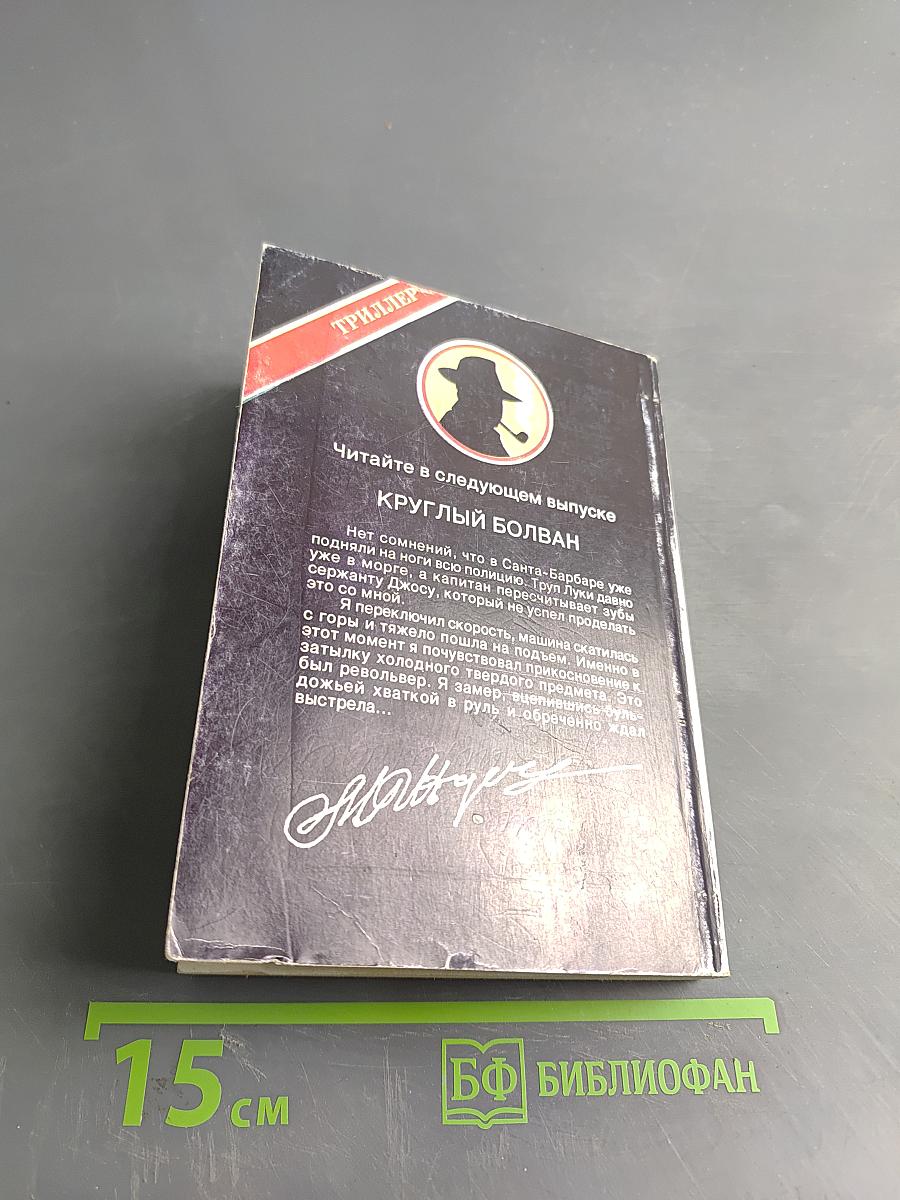 ТРИЛЛЕР
Читайте в следующем выпуске
КРУГЛЫЙ БОЛВАН
Нет сомнений, что в Санта-Барбаре уже
подняли на ноги всю полицию. Труп Луки давно
уже в морге, а капитан пересчитывает зубы
сержанту Джосу, который не успел проделать
это со мной.
Я переключил скорость, машина скатилась
с горы и тяжело пошла на подъем. Именно в
этот момент я почувствовал прикосновение к
затылку холодного твердого предмета. Это
был револьвер. Я замер, вцепившись буль-
дожьей хваткой в руль и обреченно ждал
выстрела...
15 см
БФ БИБЛИОФАН